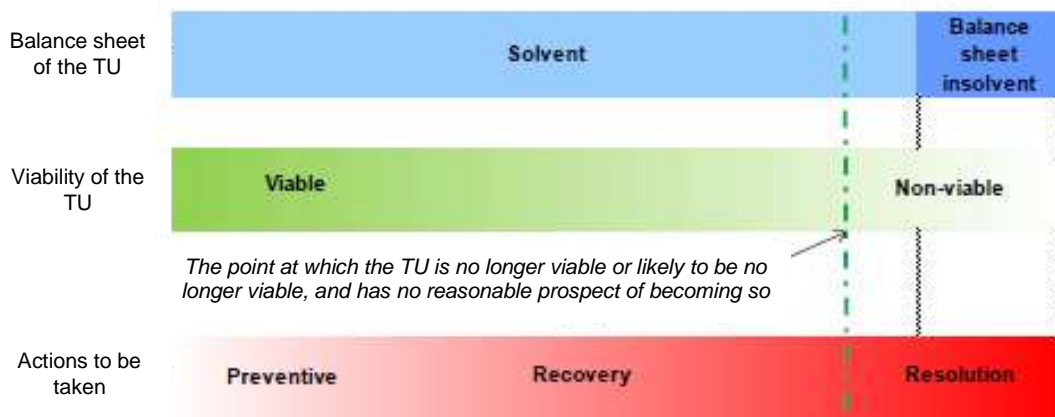 Balance sheet
of the TU
Solvent
Balance
sheet
insolvent
Viability of the
TU
Viable
Non-viable
The point at which the TU is no longer viable or likely to be no
longer viable, and has no reasonable prospect of becoming so
Actions to be
taken
Preventive
Recovery
Resolution